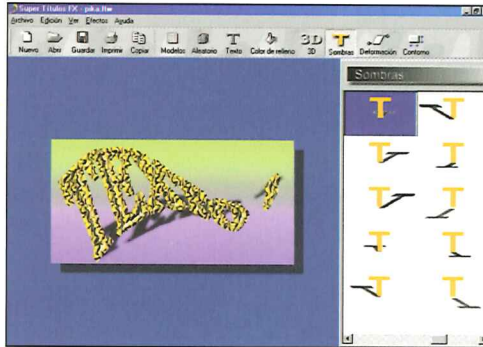 Super Títulos FX - pika.ftw
Archivo Edición Ver Efectos Ayuda
Nuevo Abrir Guardar Imprimir Copiar Modelos Aleatorio Texto Color de relleno 3D Sombras Deformación Contorno
Sombras